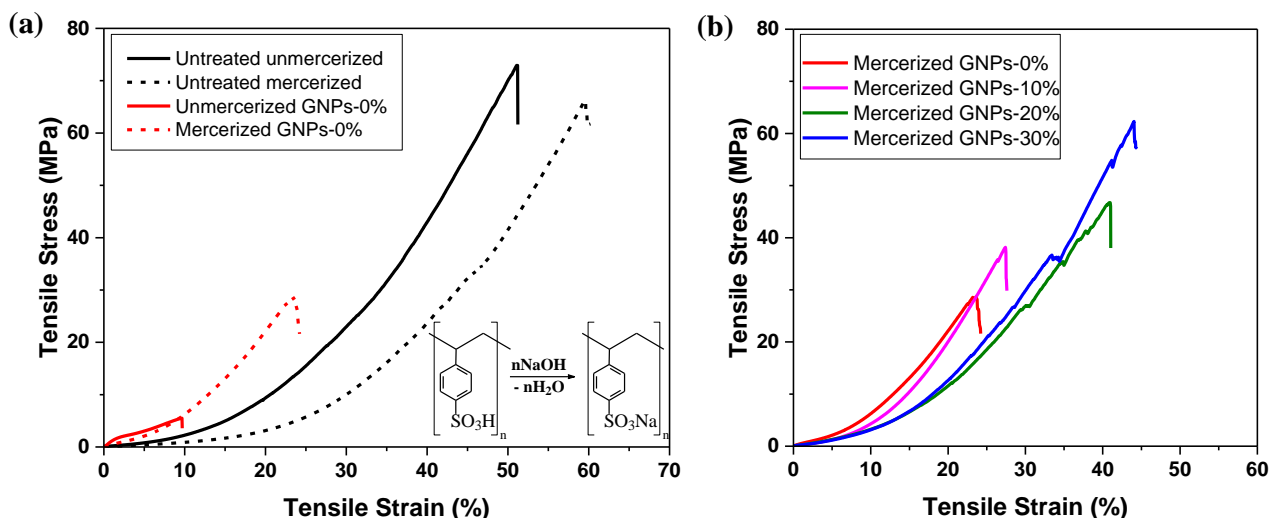 (a)
80
60
40
20
0
Tensile Stress (MPa)
Untreated unmercerized
Untreated mercerized
Unmercerized GNPs-0%
Mercerized GNPs-0%
nNaOH
- nH₂O
SO₃H
n
SO₃Na
n
0 10 20 30 40 50 60 70
Tensile Strain (%)
(b)
80
60
40
20
0
Tensile Stress (MPa)
Mercerized GNPs-0%
Mercerized GNPs-10%
Mercerized GNPs-20%
Mercerized GNPs-30%
0 10 20 30 40 50 60
Tensile Strain (%)